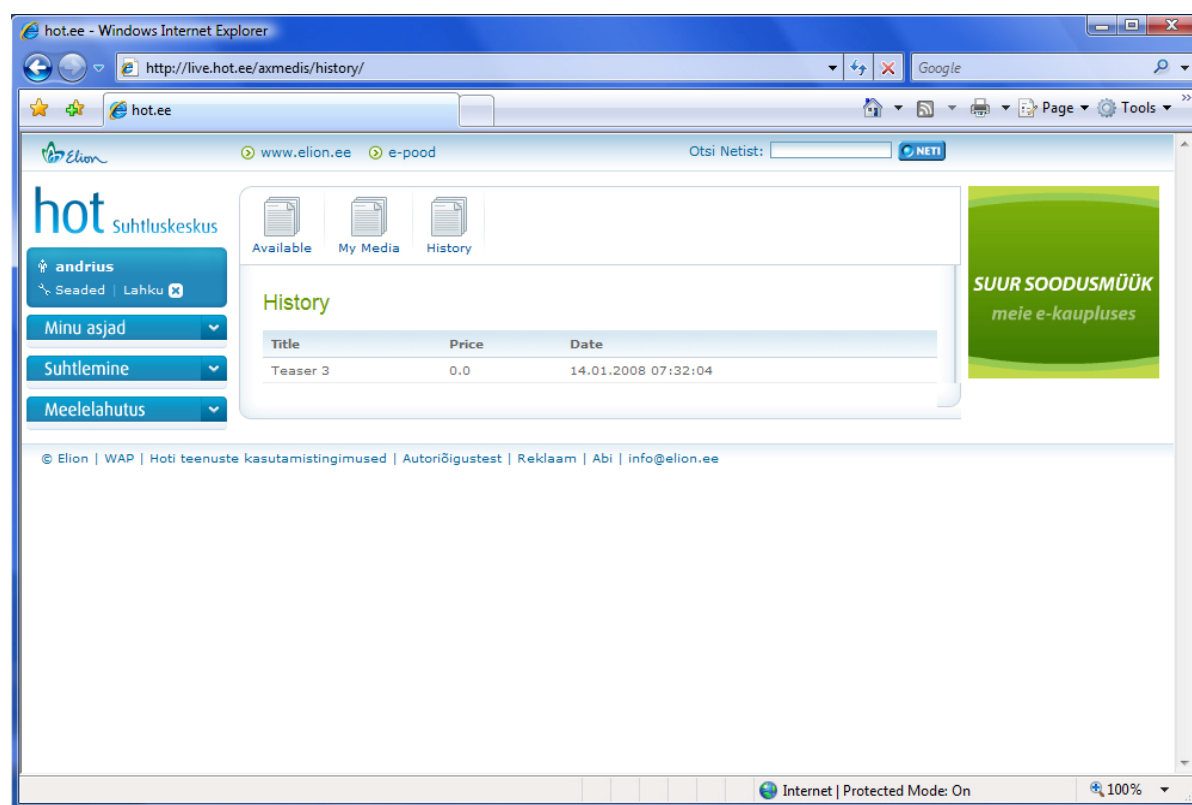 hot.ee - Windows Internet Explorer
http://live.hot.ee/axmedis/history/
Google
hot.ee
Page
Tools
Elion
www.elion.ee
e-pood
Otsi Netist:
NETI
hot Suhtluskeskus
andrius
Seaded | Lahku
Minu asjad
Suhtlemine
Meelelahutus
Available
My Media
History
History
Title Price Date
Teaser 3 0.0 14.01.2008 07:32:04
SUUR SOODUSMÜÜK
meie e-kaupluses
© Elion | WAP | Hoti teenuste kasutamistingimused | Autoriõigustest | Reklaam | Abi | info@elion.ee
Internet | Protected Mode: On
100%